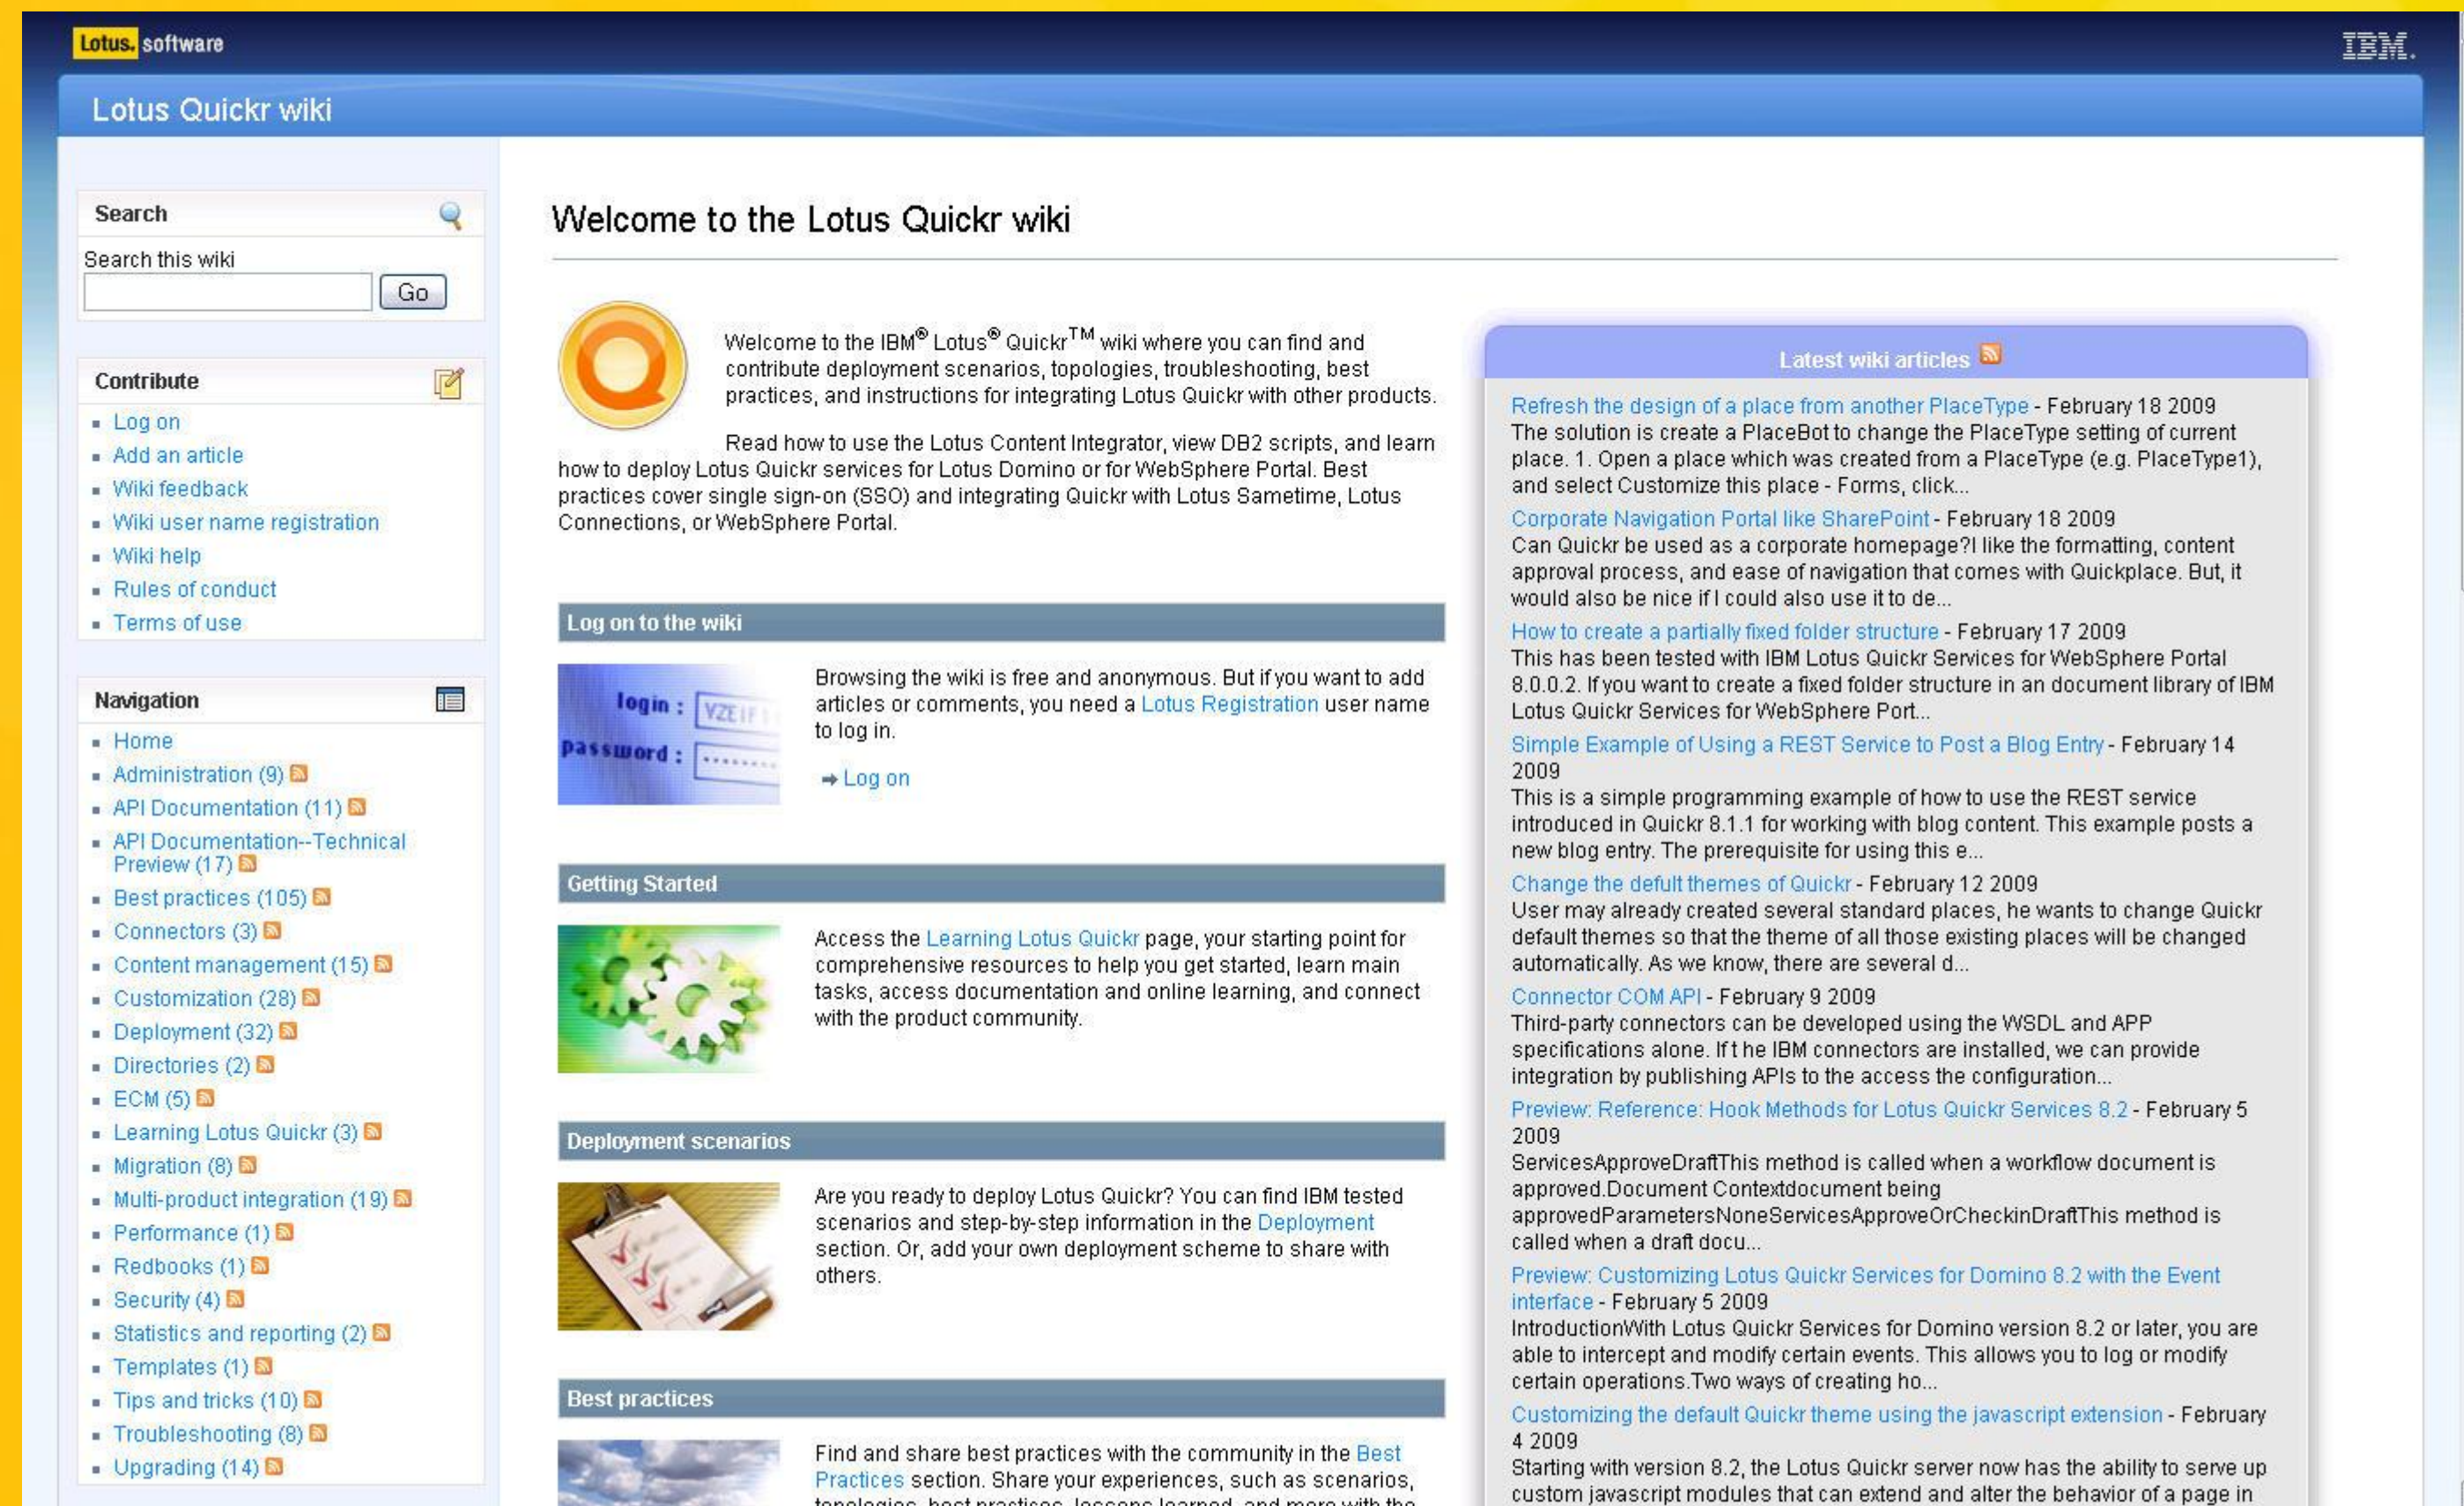 Lotus. software
IBM.
Lotus Quickr wiki
Search
Search this wiki
Go
Contribute
Log on
Add an article
Wiki feedback
Wiki user name registration
Wiki help
Rules of conduct
Terms of use
Navigation
Home
Administration (9)
API Documentation (11)
API Documentation--Technical
Preview (17)
Best practices (105)
Connectors (3)
Content management (15)
Customization (28)
Deployment (32)
Directories (2)
ECM (5)
Learning Lotus Quickr (3)
Migration (8)
Multi-product integration (19)
Performance (1)
Redbooks (1)
Security (4)
Statistics and reporting (2)
Templates (1)
Tips and tricks (10)
Troubleshooting (8)
Upgrading (14)
Welcome to the Lotus Quickr wiki
Welcome to the IBM® Lotus® Quickr™ wiki where you can find and
contribute deployment scenarios, topologies, troubleshooting, best
practices, and instructions for integrating Lotus Quickr with other products.
Read how to use the Lotus Content Integrator, view DB2 scripts, and learn
how to deploy Lotus Quickr services for Lotus Domino or for WebSphere Portal. Best
practices cover single sign-on (SSO) and integrating Quickr with Lotus Sametime, Lotus
Connections, or WebSphere Portal.
Log on to the wiki
login :
password :
Browsing the wiki is free and anonymous. But if you want to add
articles or comments, you need a Lotus Registration user name
to log in.
Log on
Getting Started
Access the Learning Lotus Quickr page, your starting point for
comprehensive resources to help you get started, learn main
tasks, access documentation and online learning, and connect
with the product community.
Deployment scenarios
Are you ready to deploy Lotus Quickr? You can find IBM tested
scenarios and step-by-step information in the Deployment
section. Or, add your own deployment scheme to share with
others.
Best practices
Find and share best practices with the community in the Best
Practices section. Share your experiences, such as scenarios,
topologies, best practices, lessons learned, and more with the
Latest wiki articles
Refresh the design of a place from another PlaceType - February 18 2009
The solution is create a PlaceBot to change the PlaceType setting of current
place. 1. Open a place which was created from a PlaceType (e.g. PlaceType1),
and select Customize this place - Forms, click...
Corporate Navigation Portal like SharePoint - February 18 2009
Can Quickr be used as a corporate homepage?I like the formatting, content
approval process, and ease of navigation that comes with Quickplace. But, it
would also be nice if I could also use it to de...
How to create a partially fixed folder structure - February 17 2009
This has been tested with IBM Lotus Quickr Services for WebSphere Portal
8.0.0.2. If you want to create a fixed folder structure in an document library of IBM
Lotus Quickr Services for WebSphere Port...
Simple Example of Using a REST Service to Post a Blog Entry - February 14
2009
This is a simple programming example of how to use the REST service
introduced in Quickr 8.1.1 for working with blog content. This example posts a
new blog entry. The prerequisite for using this e...
Change the defult themes of Quickr - February 12 2009
User may already created several standard places, he wants to change Quickr
default themes so that the theme of all those existing places will be changed
automatically. As we know, there are several d...
Connector COM API - February 9 2009
Third-party connectors can be developed using the WSDL and APP
specifications alone. If t he IBM connectors are installed, we can provide
integration by publishing APIs to the access the configuration...
Preview: Reference: Hook Methods for Lotus Quickr Services 8.2 - February 5
2009
ServicesApproveDraftThis method is called when a workflow document is
approved.Document Contextdocument being
approvedParametersNoneServicesApproveOrCheckinDraftThis method is
called when a draft docu...
Preview: Customizing Lotus Quickr Services for Domino 8.2 with the Event
interface - February 5 2009
IntroductionWith Lotus Quickr Services for Domino version 8.2 or later, you are
able to intercept and modify certain events. This allows you to log or modify
certain operations.Two ways of creating ho...
Customizing the default Quickr theme using the javascript extension - February
4 2009
Starting with version 8.2, the Lotus Quickr server now has the ability to serve up
custom javascript modules that can extend and alter the behavior of a page in